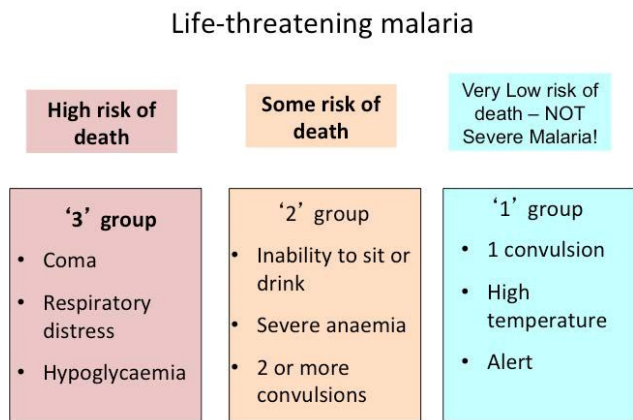 Life-threatening malaria
High risk of
death
Some risk of
death
Very Low risk of
death – NOT
Severe Malaria!
‘3’ group
• Coma
• Respiratory
distress
• Hypoglycaemia
‘2’ group
• Inability to sit or
drink
• Severe anaemia
• 2 or more
convulsions
‘1’ group
• 1 convulsion
• High
temperature
• Alert